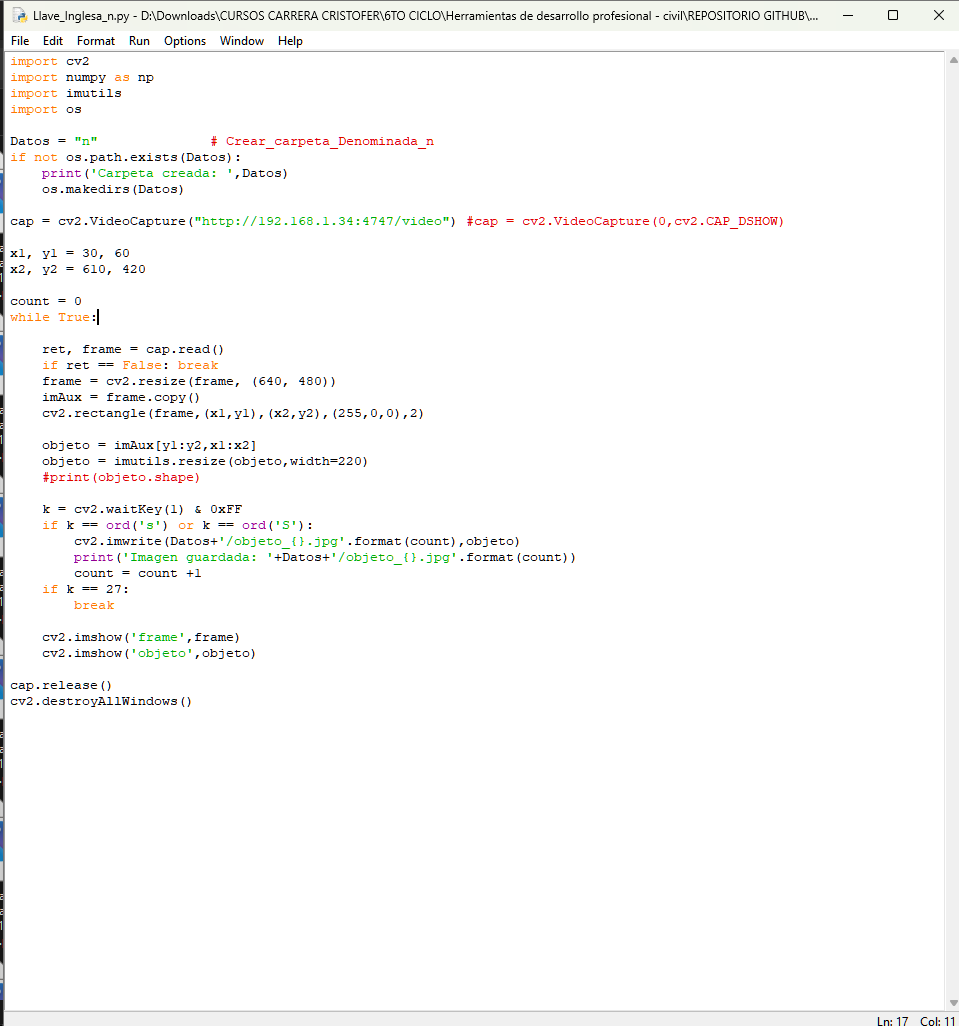 Llave_Inglesa_n.py - D:\Downloads\CURSOS CARRERA CRISTOFER\6TO CICLO\Herramientas de desarrollo profesional - civil\REPOSITORIO GITHUB\...
File Edit Format Run Options Window Help
import cv2
import numpy as np
import imutils
import os

Datos = "n"              # Crear_carpeta_Denominada_n
if not os.path.exists(Datos):
    print('Carpeta creada: ',Datos)
    os.makedirs(Datos)

cap = cv2.VideoCapture("http://192.168.1.34:4747/video") #cap = cv2.VideoCapture(0,cv2.CAP_DSHOW)

x1, y1 = 30, 60
x2, y2 = 610, 420

count = 0
while True:

    ret, frame = cap.read()
    if ret == False: break
    frame = cv2.resize(frame, (640, 480))
    imAux = frame.copy()
    cv2.rectangle(frame,(x1,y1),(x2,y2),(255,0,0),2)

    objeto = imAux[y1:y2,x1:x2]
    objeto = imutils.resize(objeto,width=220)
    #print(objeto.shape)

    k = cv2.waitKey(1) & 0xFF
    if k == ord('s') or k == ord('S'):
        cv2.imwrite(Datos+'/objeto_{}.jpg'.format(count),objeto)
        print('Imagen guardada: '+Datos+'/objeto_{}.jpg'.format(count))
        count = count +1
    if k == 27:
        break

    cv2.imshow('frame',frame)
    cv2.imshow('objeto',objeto)

cap.release()
cv2.destroyAllWindows()
Ln: 17 Col: 11